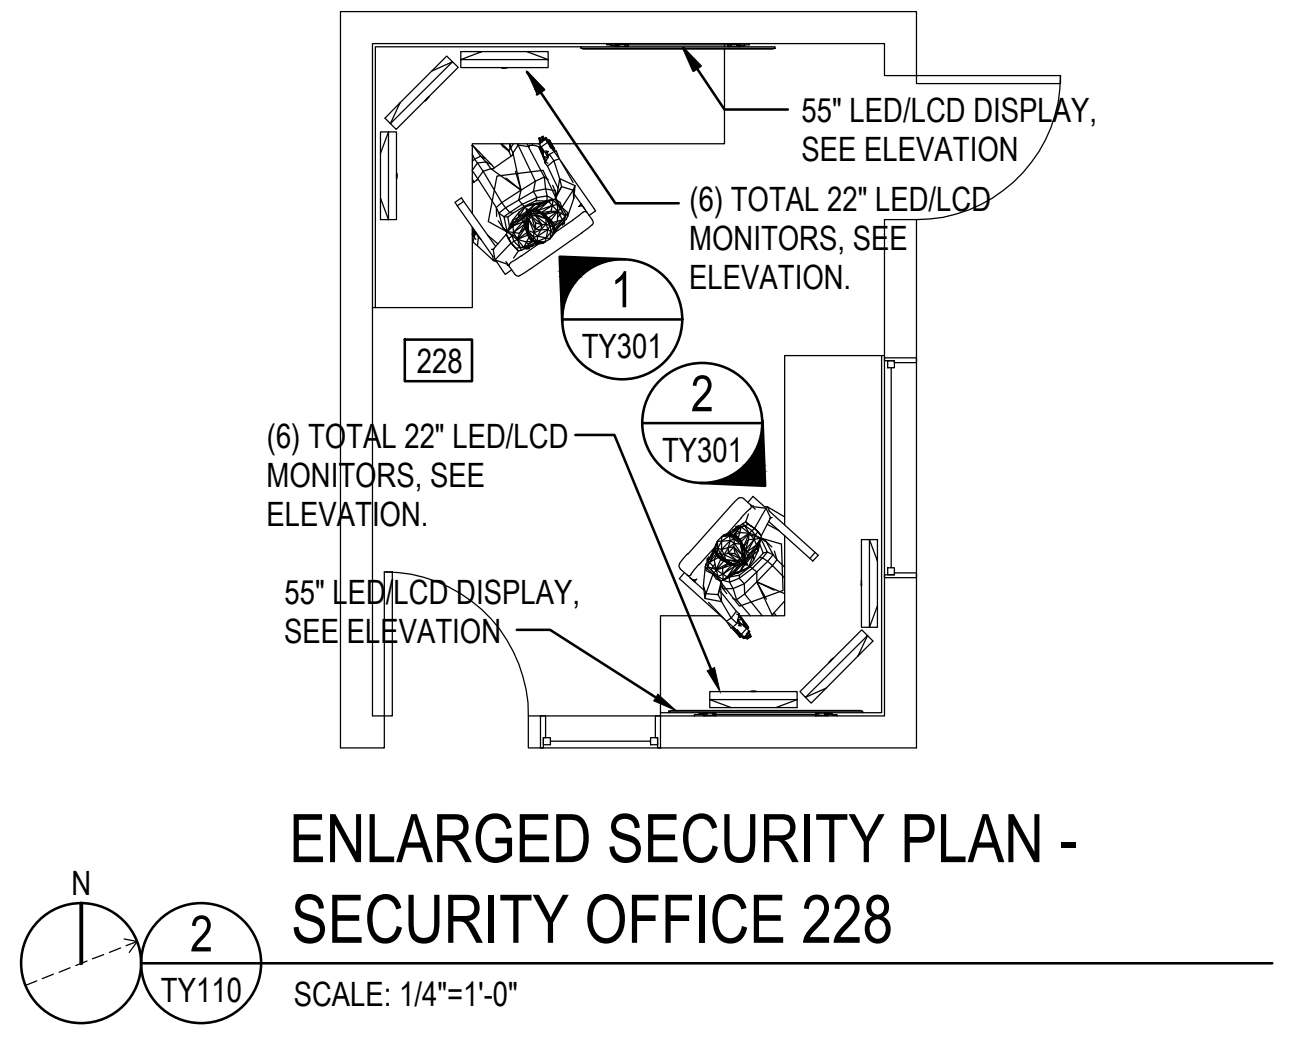 55" LED/LCD DISPLAY,
SEE ELEVATION
(6) TOTAL 22" LED/LCD
MONITORS, SEE
ELEVATION.
1
TY301
228
2
TY301
(6) TOTAL 22" LED/LCD
MONITORS, SEE
ELEVATION.
55" LED/LCD DISPLAY,
SEE ELEVATION
ENLARGED SECURITY PLAN -
SECURITY OFFICE 228
N
2
TY110
SCALE: 1/4"=1'-0"